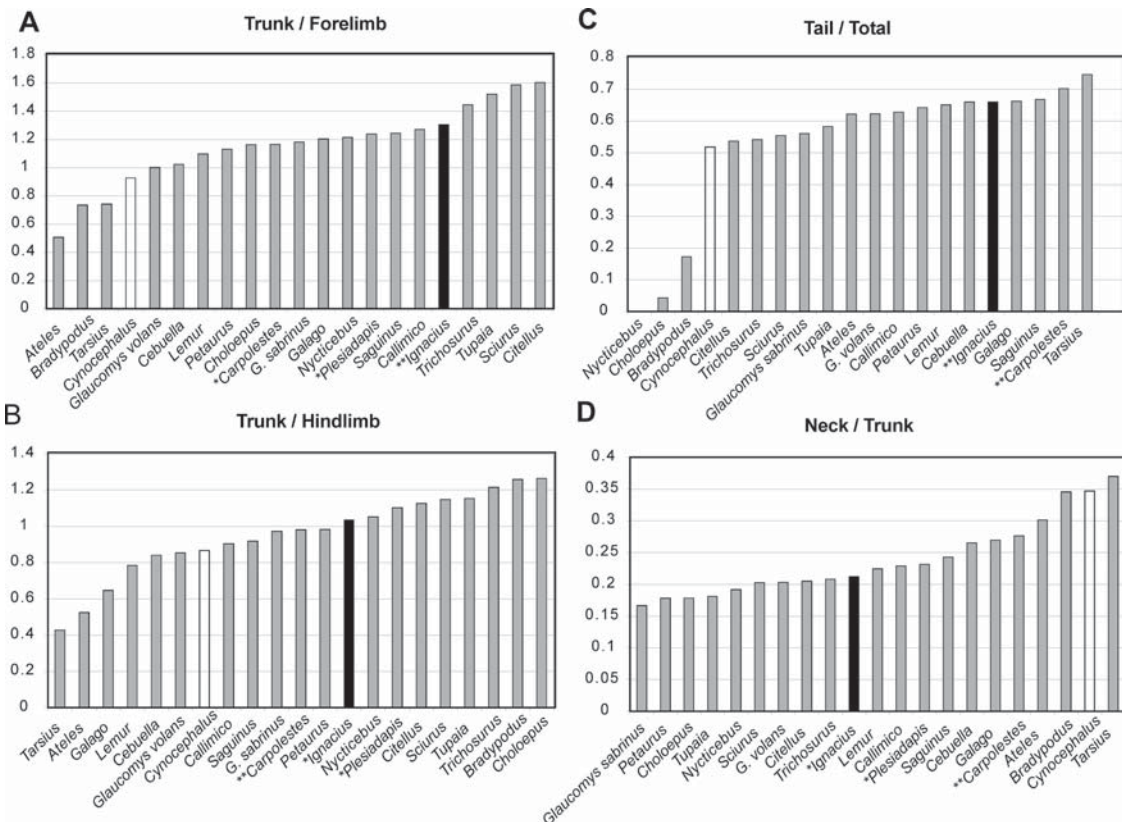 A
Trunk / Forelimb
1.8
1.6
1.4
1.2
1
0.8
0.6
0.4
0.2
0
Ateles
Bradypodus
Tarsius
Cynocephalus
Glaucomys volans
Cebuella
Lemur
Petaurus
Choloepus
*Carpolestes
G. sabrinus
Galago
Nycticebus
*Plesiadapis
Saguinus
Callimico
**Ignacius
Trichosurus
Tupaia
Sciurus
Citellus
C
Tail / Total
0.8
0.7
0.6
0.5
0.4
0.3
0.2
0.1
0
Nycticebus
Choloepus
Bradypodus
Cynocephalus
Citellus
Trichosurus
Sciurus
Glaucomys sabrinus
Tupaia
Ateles
G. volans
Callimico
Petaurus
Lemur
Cebuella
**Ignacius
Galago
Saguinus
**Carpolestes
Tarsius
B
Trunk / Hindlimb
1.4
1.2
1
0.8
0.6
0.4
0.2
0
Tarsius
Ateles
Galago
Lemur
Cebuella
Glaucomys volans
Cynocephalus
Callimico
Saguinus
G. sabrinus
**Carpolestes
Petaurus
*Ignacius
Nycticebus
*Plesiadapis
Citellus
Sciurus
Tupaia
Trichosurus
Bradypodus
Choloepus
D
Neck / Trunk
0.4
0.35
0.3
0.25
0.2
0.15
0.1
0.05
0
Glaucomys sabrinus
Petaurus
Choloepus
Tupaia
Nycticebus
Sciurus
G. volans
Citellus
Trichosurus
*Ignacius
Lemur
Callimico
*Plesiadapis
Saguinus
Cebuella
Galago
**Carpolestes
Ateles
Bradypodus
Cynocephalus
Tarsius